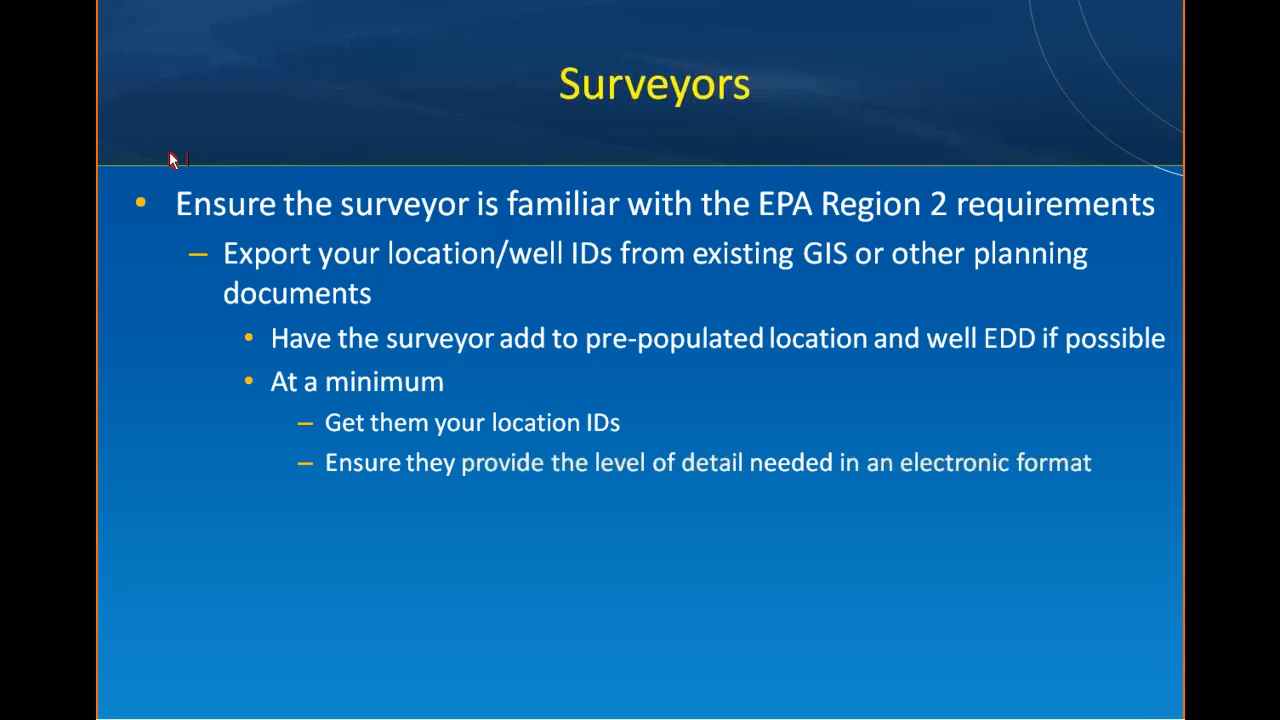 Surveyors
• Ensure the surveyor is familiar with the EPA Region 2 requirements
– Export your location/well IDs from existing GIS or other planning
documents
• Have the surveyor add to pre-populated location and well EDD if possible
• At a minimum
– Get them your location IDs
– Ensure they provide the level of detail needed in an electronic format